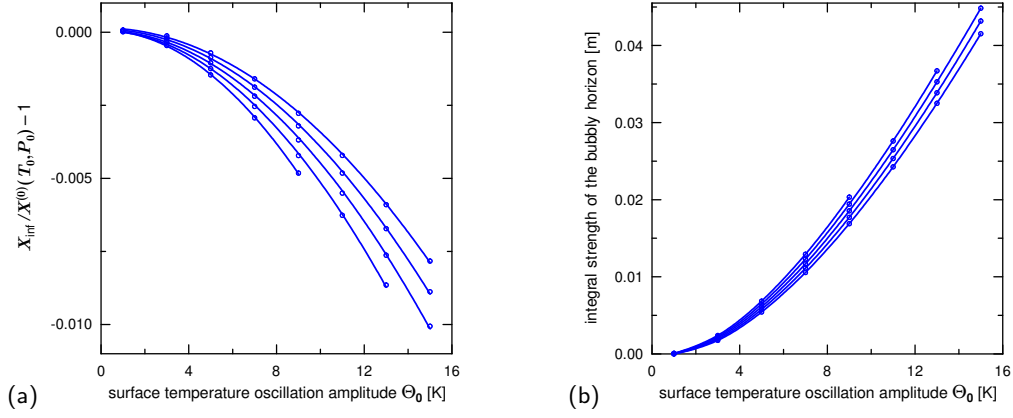 0.000
-0.005
-0.010
X_inf/X^(0)(T_0, P_0) − 1
0 4 8 12 16
surface temperature oscillation amplitude Θ_0 [K]
(a)
0.04
0.03
0.02
0.01
0.00
integral strength of the bubbly horizon [m]
0 4 8 12 16
surface temperature oscillation amplitude Θ_0 [K]
(b)